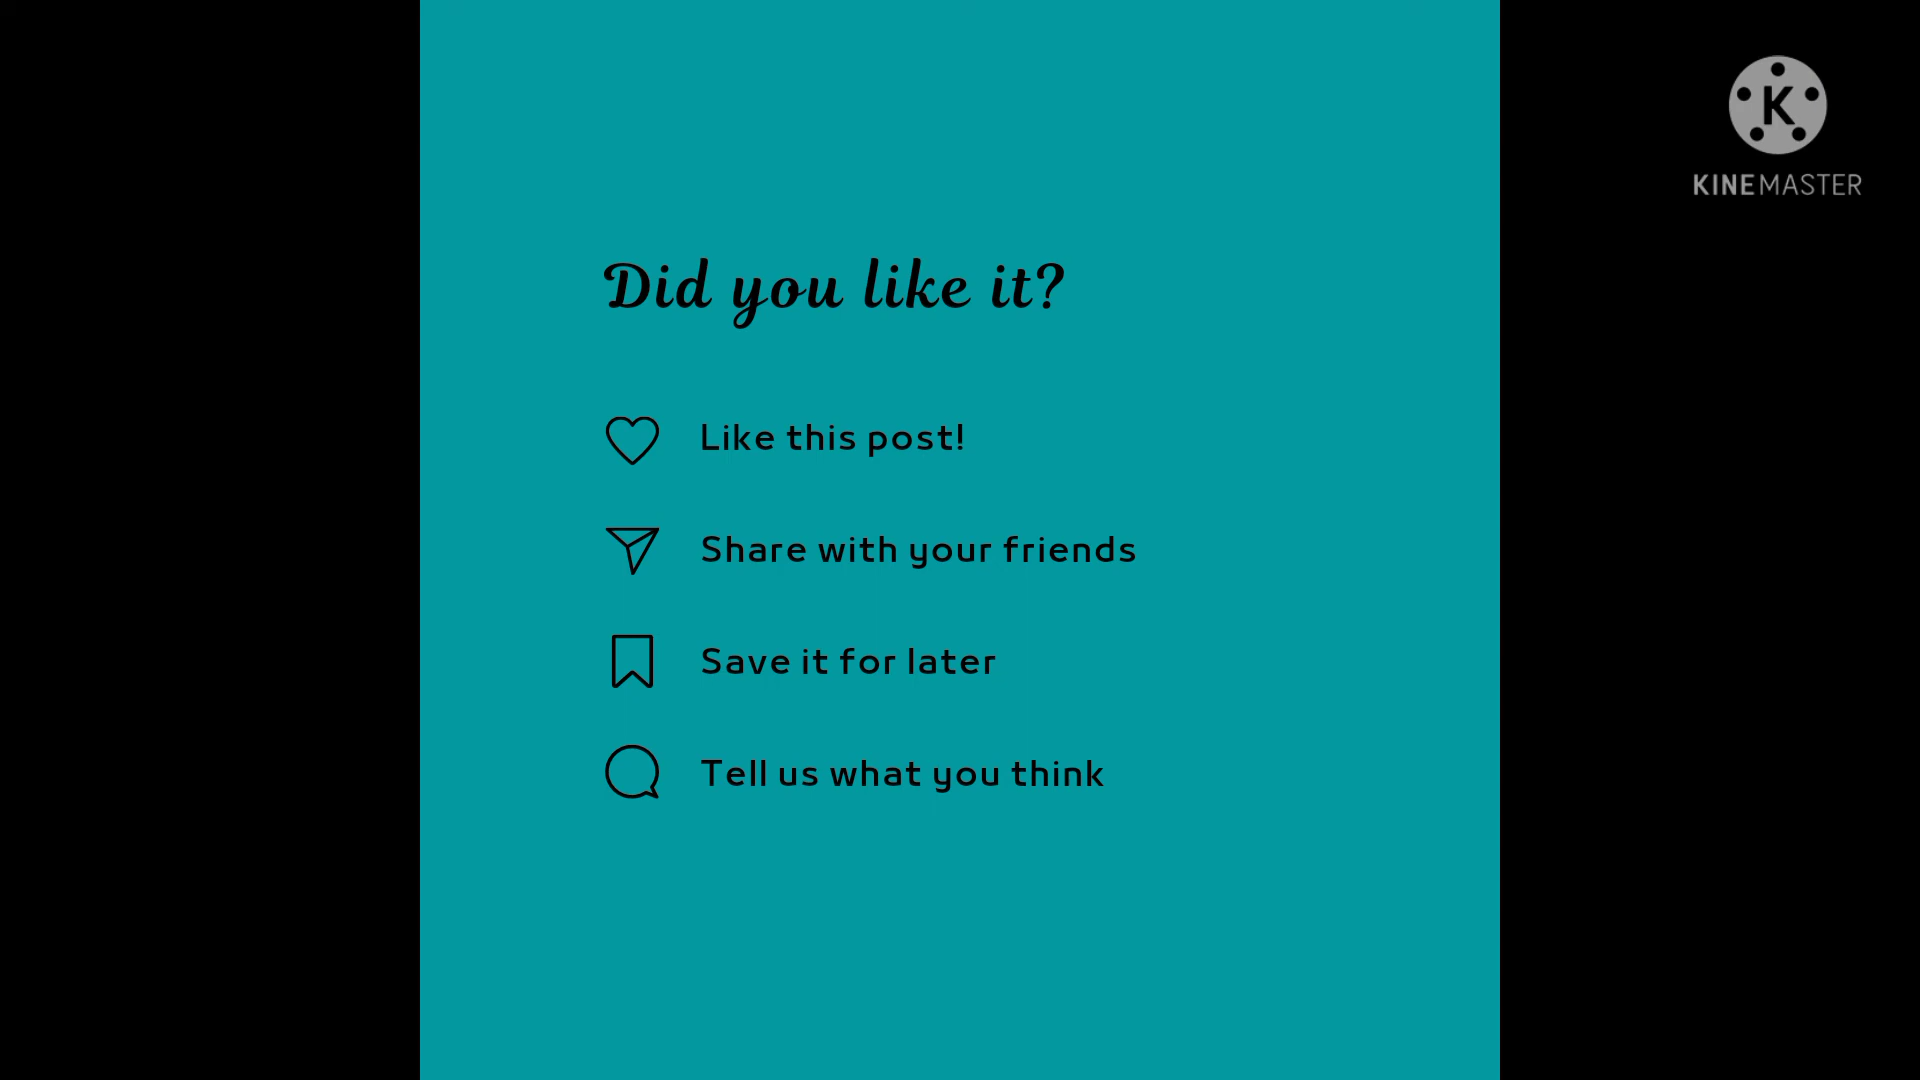 K
KINEMASTER
Did you like it?
Like this post!
Share with your friends
Save it for later
Tell us what you think